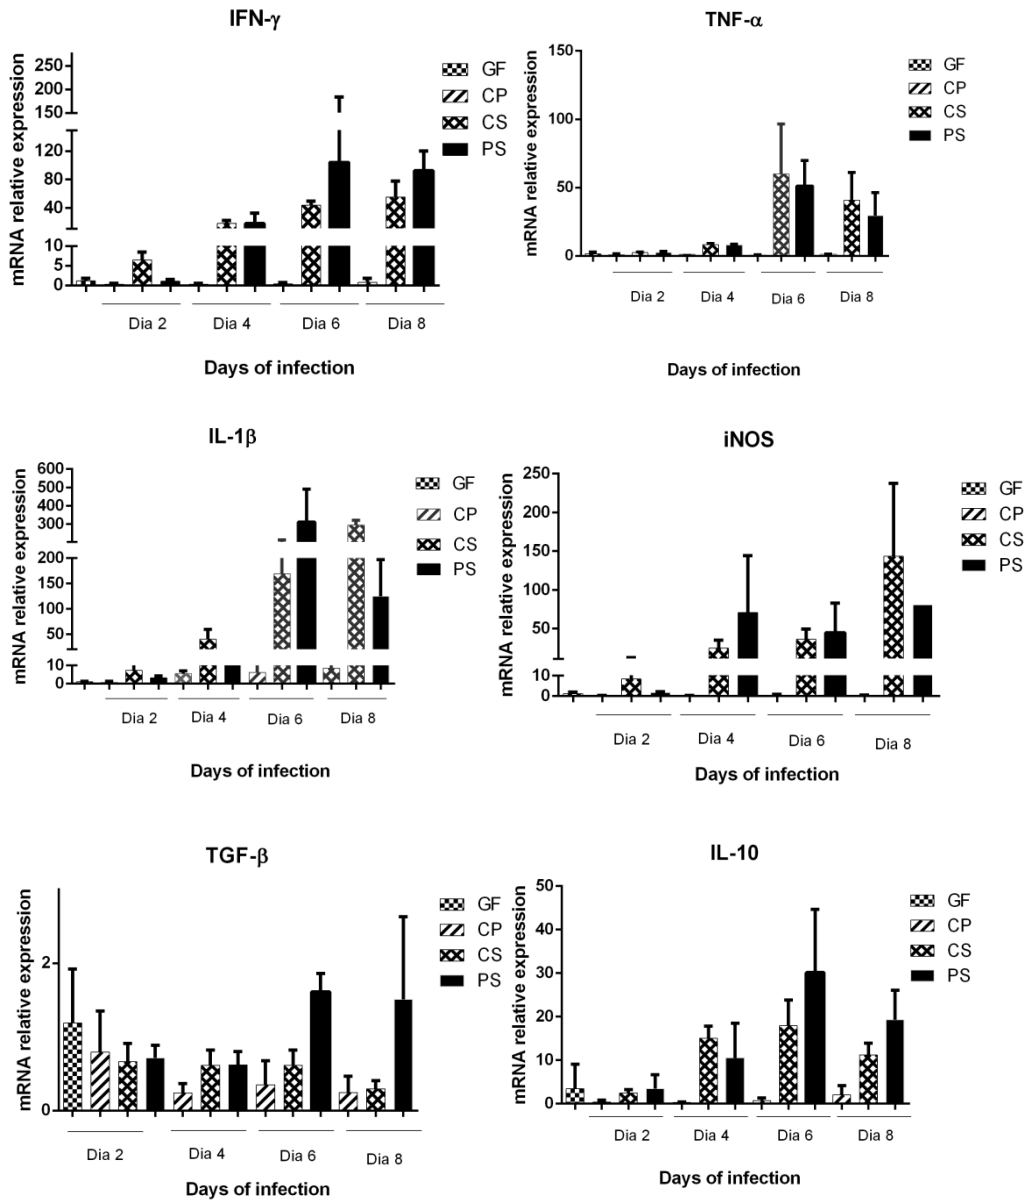 IFN-γ
mRNA relative expression
250
200
150
120
80
40
10
5
0
GF
CP
CS
PS
Dia 2
Dia 4
Dia 6
Dia 8
Days of infection
TNF-α
mRNA relative expression
150
100
50
0
GF
CP
CS
PS
Dia 2
Dia 4
Dia 6
Dia 8
Days of infection
IL-1β
mRNA relative expression
600
500
400
300
200
150
100
50
10
0
GF
CP
CS
PS
Dia 2
Dia 4
Dia 6
Dia 8
Days of infection
iNOS
mRNA relative expression
250
200
150
100
50
10
0
GF
CP
CS
PS
Dia 2
Dia 4
Dia 6
Dia 8
Days of infection
TGF-β
mRNA relative expression
2
0
GF
CP
CS
PS
Dia 2
Dia 4
Dia 6
Dia 8
Days of infection
IL-10
mRNA relative expression
50
40
30
20
10
0
GF
CP
CS
PS
Dia 2
Dia 4
Dia 6
Dia 8
Days of infection